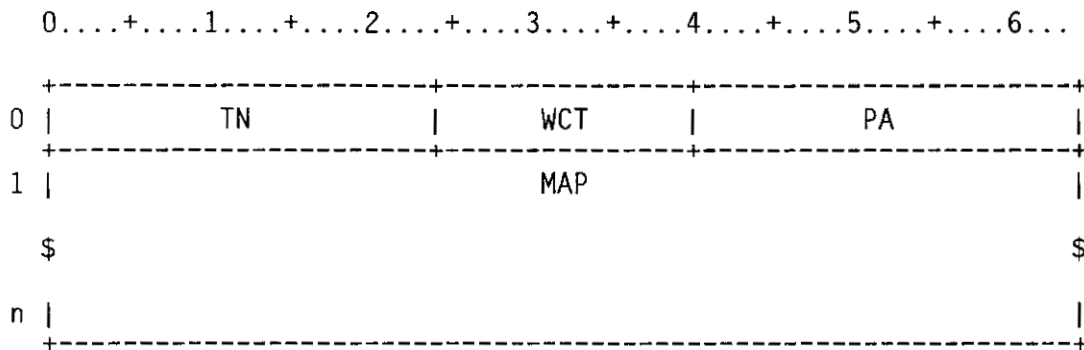 0....+....1....+....2....+....3....+....4....+....5....+....6...
+-----------------------+---------------+-----------------------+
0 | TN | WCT | PA |
+-----------------------+---------------+-----------------------+
1 | MAP |
$ $
n | |
+---------------------------------------------------------------+